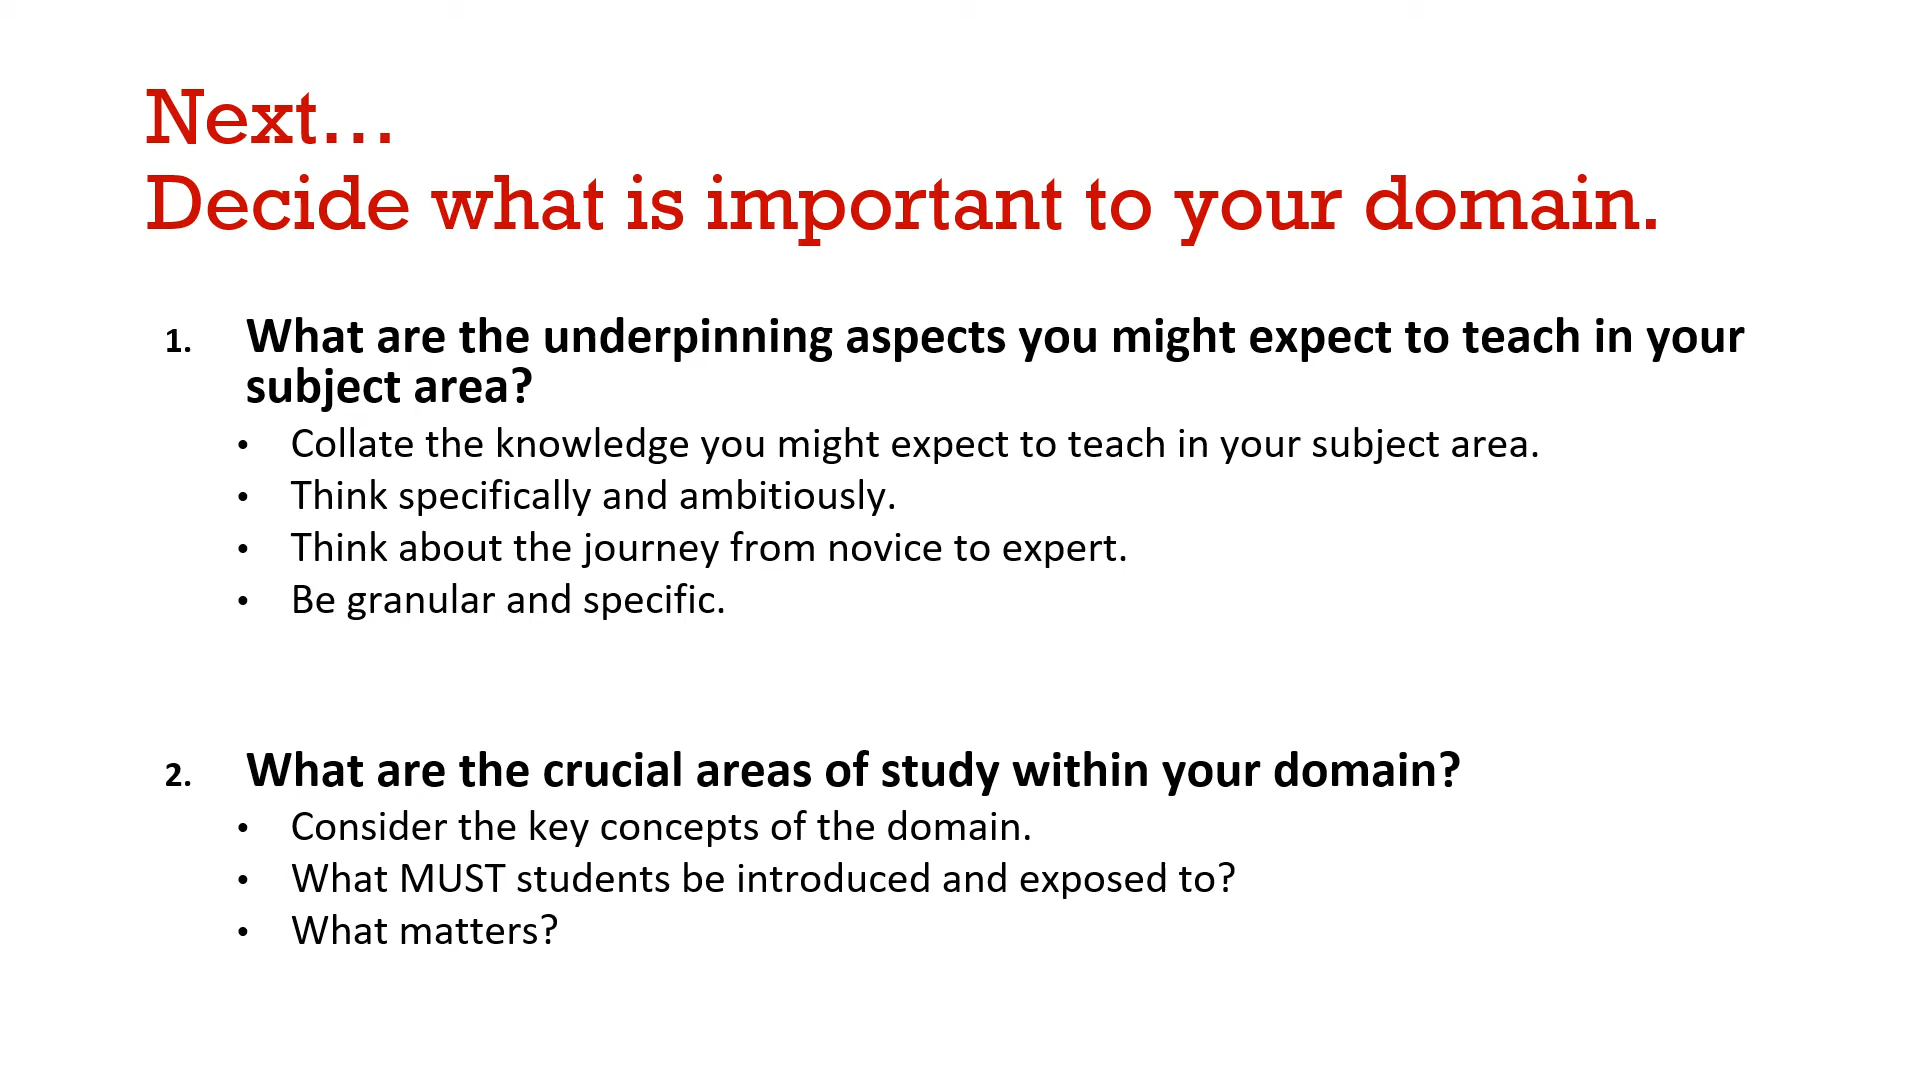 Next…
Decide what is important to your domain.
1. What are the underpinning aspects you might expect to teach in your
subject area?
• Collate the knowledge you might expect to teach in your subject area.
• Think specifically and ambitiously.
• Think about the journey from novice to expert.
• Be granular and specific.
2. What are the crucial areas of study within your domain?
• Consider the key concepts of the domain.
• What MUST students be introduced and exposed to?
• What matters?